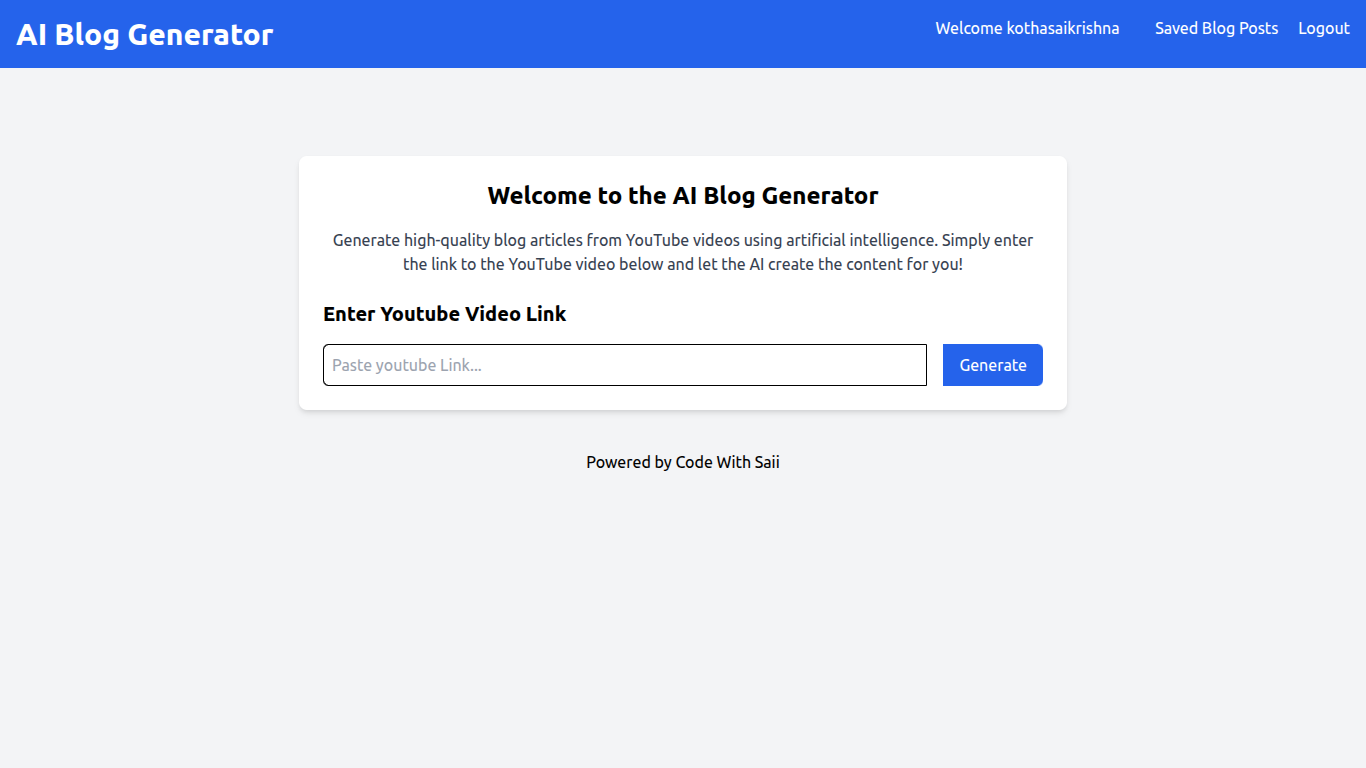 AI Blog Generator
Welcome kothasaikrishna
Saved Blog Posts
Logout
Welcome to the AI Blog Generator
Generate high-quality blog articles from YouTube videos using artificial intelligence. Simply enter
the link to the YouTube video below and let the AI create the content for you!
Enter Youtube Video Link
Paste youtube Link...
Generate
Powered by Code With Saii